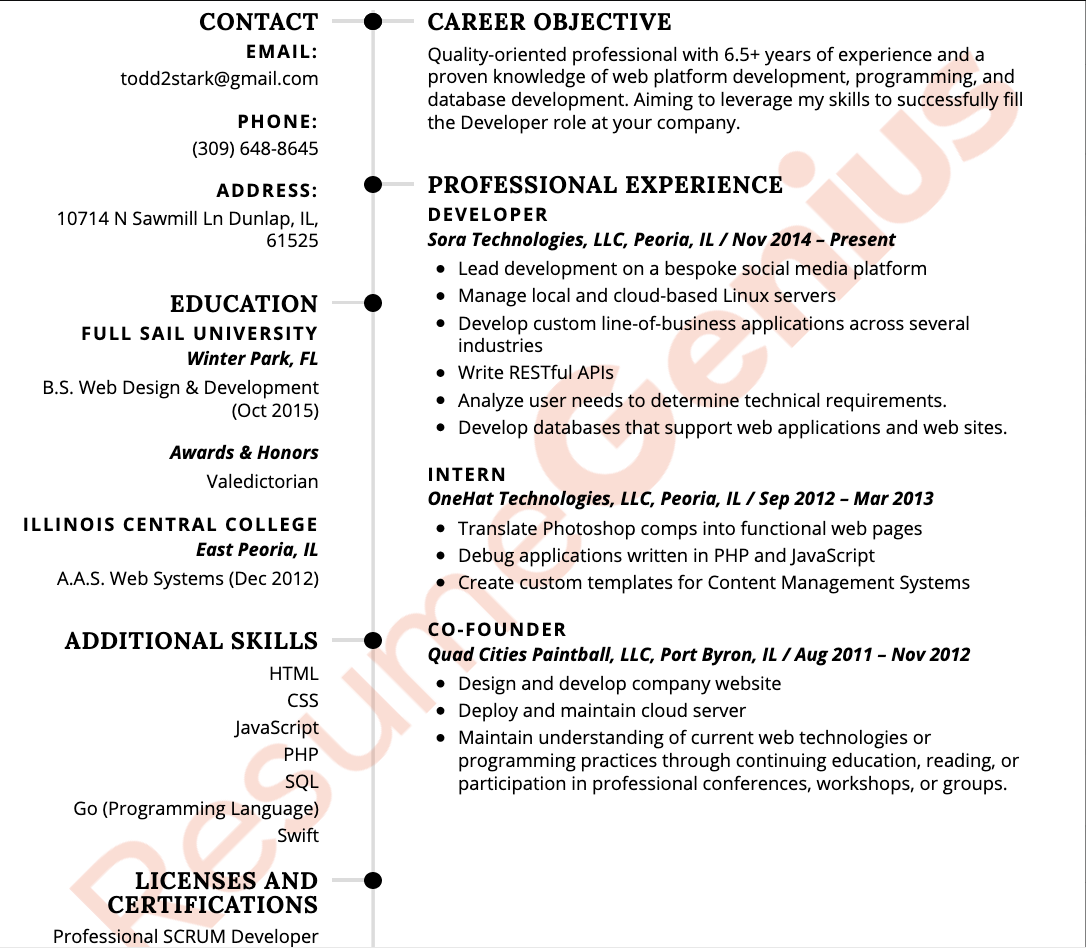 CONTACT
EMAIL:
todd2stark@gmail.com
PHONE:
(309) 648-8645
ADDRESS:
10714 N Sawmill Ln Dunlap, IL,
61525
EDUCATION
FULL SAIL UNIVERSITY
Winter Park, FL
B.S. Web Design & Development
(Oct 2015)
Awards & Honors
Valedictorian
ILLINOIS CENTRAL COLLEGE
East Peoria, IL
A.A.S. Web Systems (Dec 2012)
ADDITIONAL SKILLS
HTML
CSS
JavaScript
PHP
SQL
Go (Programming Language)
Swift
LICENSES AND
CERTIFICATIONS
Professional SCRUM Developer
CAREER OBJECTIVE
Quality-oriented professional with 6.5+ years of experience and a
proven knowledge of web platform development, programming, and
database development. Aiming to leverage my skills to successfully fill
the Developer role at your company.
PROFESSIONAL EXPERIENCE
DEVELOPER
Sora Technologies, LLC, Peoria, IL / Nov 2014 – Present
• Lead development on a bespoke social media platform
• Manage local and cloud-based Linux servers
• Develop custom line-of-business applications across several
industries
• Write RESTful APIs
• Analyze user needs to determine technical requirements.
• Develop databases that support web applications and web sites.
INTERN
OneHat Technologies, LLC, Peoria, IL / Sep 2012 – Mar 2013
• Translate Photoshop comps into functional web pages
• Debug applications written in PHP and JavaScript
• Create custom templates for Content Management Systems
CO-FOUNDER
Quad Cities Paintball, LLC, Port Byron, IL / Aug 2011 – Nov 2012
• Design and develop company website
• Deploy and maintain cloud server
• Maintain understanding of current web technologies or
programming practices through continuing education, reading, or
participation in professional conferences, workshops, or groups.
ResumeGenius